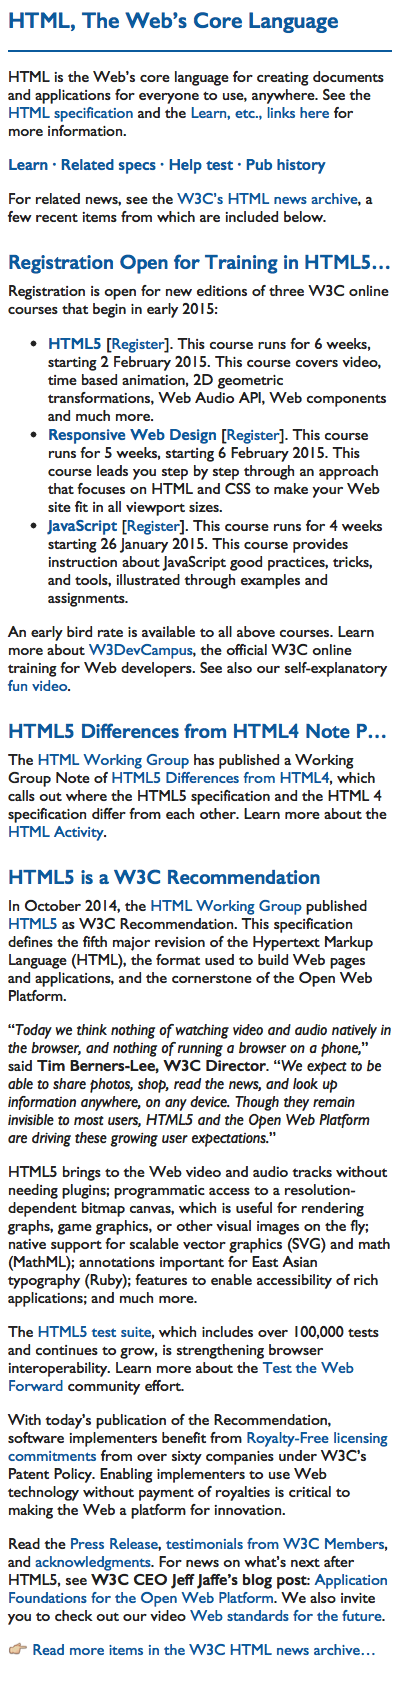 HTML, The Web's Core Language
HTML is the Web's core language for creating documents
and applications for everyone to use, anywhere. See the
HTML specification and the Learn, etc., links here for
more information.
Learn · Related specs · Help test · Pub history
For related news, see the W3C's HTML news archive, a
few recent items from which are included below.
Registration Open for Training in HTML5…
Registration is open for new editions of three W3C online
courses that begin in early 2015:
• HTML5 [Register]. This course runs for 6 weeks,
starting 2 February 2015. This course covers video,
time based animation, 2D geometric
transformations, Web Audio API, Web components
and much more.
• Responsive Web Design [Register]. This course
runs for 5 weeks, starting 6 February 2015. This
course leads you step by step through an approach
that focuses on HTML and CSS to make your Web
site fit in all viewport sizes.
• JavaScript [Register]. This course runs for 4 weeks
starting 26 January 2015. This course provides
instruction about JavaScript good practices, tricks,
and tools, illustrated through examples and
assignments.
An early bird rate is available to all above courses. Learn
more about W3DevCampus, the official W3C online
training for Web developers. See also our self-explanatory
fun video.
HTML5 Differences from HTML4 Note P…
The HTML Working Group has published a Working
Group Note of HTML5 Differences from HTML4, which
calls out where the HTML5 specification and the HTML 4
specification differ from each other. Learn more about the
HTML Activity.
HTML5 is a W3C Recommendation
In October 2014, the HTML Working Group published
HTML5 as W3C Recommendation. This specification
defines the fifth major revision of the Hypertext Markup
Language (HTML), the format used to build Web pages
and applications, and the cornerstone of the Open Web
Platform.
“Today we think nothing of watching video and audio natively in
the browser, and nothing of running a browser on a phone,”
said Tim Berners-Lee, W3C Director. “We expect to be
able to share photos, shop, read the news, and look up
information anywhere, on any device. Though they remain
invisible to most users, HTML5 and the Open Web Platform
are driving these growing user expectations.”
HTML5 brings to the Web video and audio tracks without
needing plugins; programmatic access to a resolution-
dependent bitmap canvas, which is useful for rendering
graphs, game graphics, or other visual images on the fly;
native support for scalable vector graphics (SVG) and math
(MathML); annotations important for East Asian
typography (Ruby); features to enable accessibility of rich
applications; and much more.
The HTML5 test suite, which includes over 100,000 tests
and continues to grow, is strengthening browser
interoperability. Learn more about the Test the Web
Forward community effort.
With today's publication of the Recommendation,
software implementers benefit from Royalty-Free licensing
commitments from over sixty companies under W3C's
Patent Policy. Enabling implementers to use Web
technology without payment of royalties is critical to
making the Web a platform for innovation.
Read the Press Release, testimonials from W3C Members,
and acknowledgments. For news on what's next after
HTML5, see W3C CEO Jeff Jaffe's blog post: Application
Foundations for the Open Web Platform. We also invite
you to check out our video Web standards for the future.
👉 Read more items in the W3C HTML news archive…